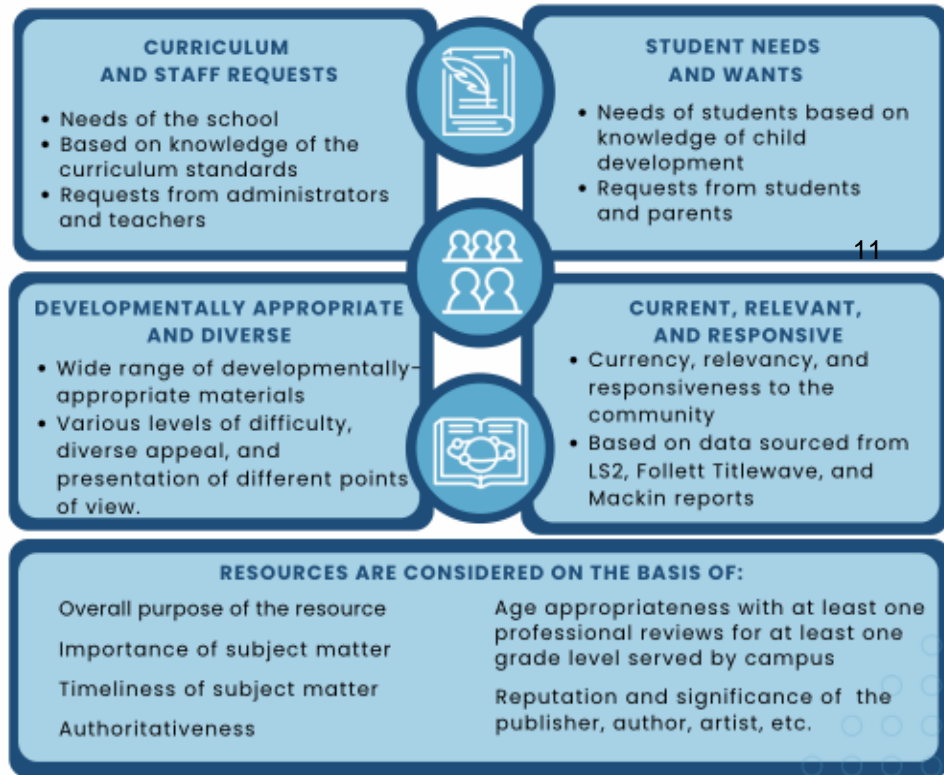 CURRICULUM
AND STAFF REQUESTS
• Needs of the school
• Based on knowledge of the
curriculum standards
• Requests from administrators
and teachers
STUDENT NEEDS
AND WANTS
• Needs of students based on
knowledge of child
development
• Requests from students
and parents
11
DEVELOPMENTALLY APPROPRIATE
AND DIVERSE
• Wide range of developmentally-
appropriate materials
• Various levels of difficulty,
diverse appeal, and
presentation of different points
of view.
CURRENT, RELEVANT,
AND RESPONSIVE
• Currency, relevancy, and
responsiveness to the
community
• Based on data sourced from
LS2, Follett Titlewave, and
Mackin reports
RESOURCES ARE CONSIDERED ON THE BASIS OF:
Overall purpose of the resource
Importance of subject matter
Timeliness of subject matter
Authoritativeness
Age appropriateness with at least one
professional reviews for at least one
grade level served by campus
Reputation and significance of the
publisher, author, artist, etc.